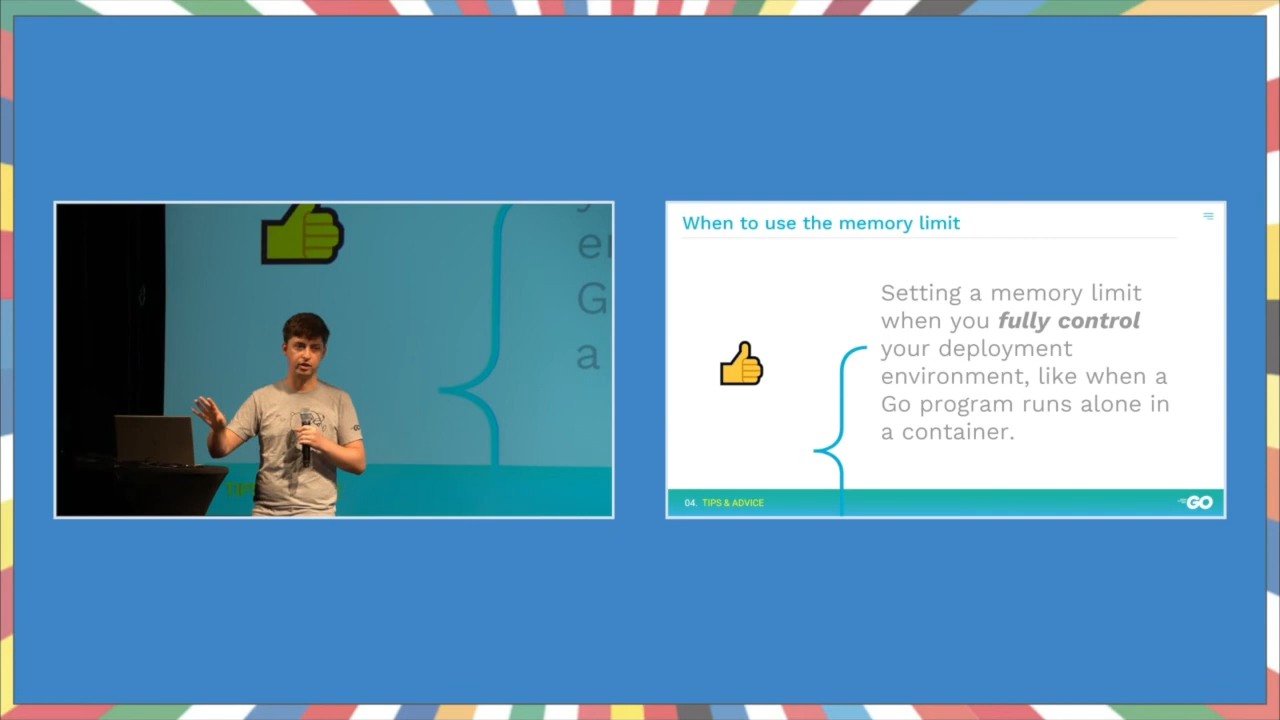 When to use the memory limit
Setting a memory limit
when you fully control
your deployment
environment, like when a
Go program runs alone in
a container.
04. TIPS & ADVICE
GO